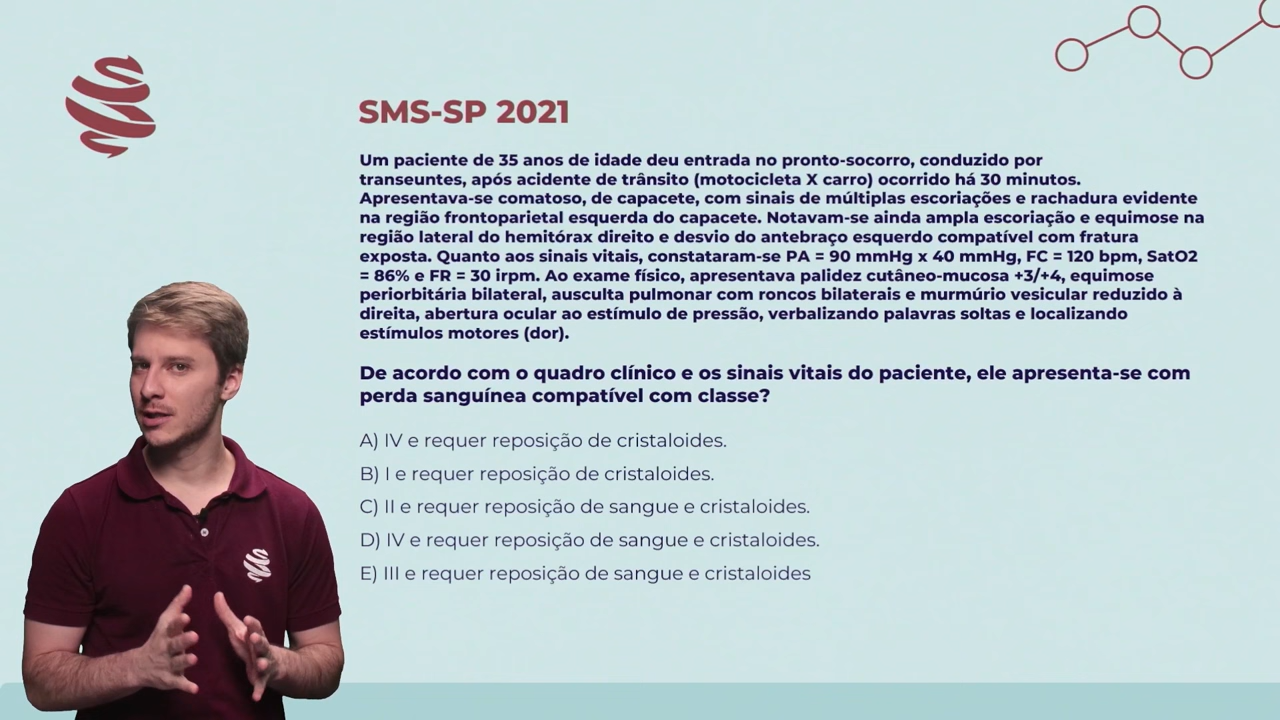 SMS-SP 2021
Um paciente de 35 anos de idade deu entrada no pronto-socorro, conduzido por
transeuntes, após acidente de trânsito (motocicleta X carro) ocorrido há 30 minutos.
Apresentava-se comatoso, de capacete, com sinais de múltiplas escoriações e rachadura evidente
na região frontoparietal esquerda do capacete. Notavam-se ainda ampla escoriação e equimose na
região lateral do hemitórax direito e desvio do antebraço esquerdo compatível com fratura
exposta. Quanto aos sinais vitais, constataram-se PA = 90 mmHg x 40 mmHg, FC = 120 bpm, SatO2
= 86% e FR = 30 irpm. Ao exame físico, apresentava palidez cutâneo-mucosa +3/+4, equimose
periorbitária bilateral, ausculta pulmonar com roncos bilaterais e murmúrio vesicular reduzido à
direita, abertura ocular ao estímulo de pressão, verbalizando palavras soltas e localizando
estímulos motores (dor).
De acordo com o quadro clínico e os sinais vitais do paciente, ele apresenta-se com
perda sanguínea compatível com classe?
A) IV e requer reposição de cristaloides.
B) I e requer reposição de cristaloides.
C) II e requer reposição de sangue e cristaloides.
D) IV e requer reposição de sangue e cristaloides.
E) III e requer reposição de sangue e cristaloides